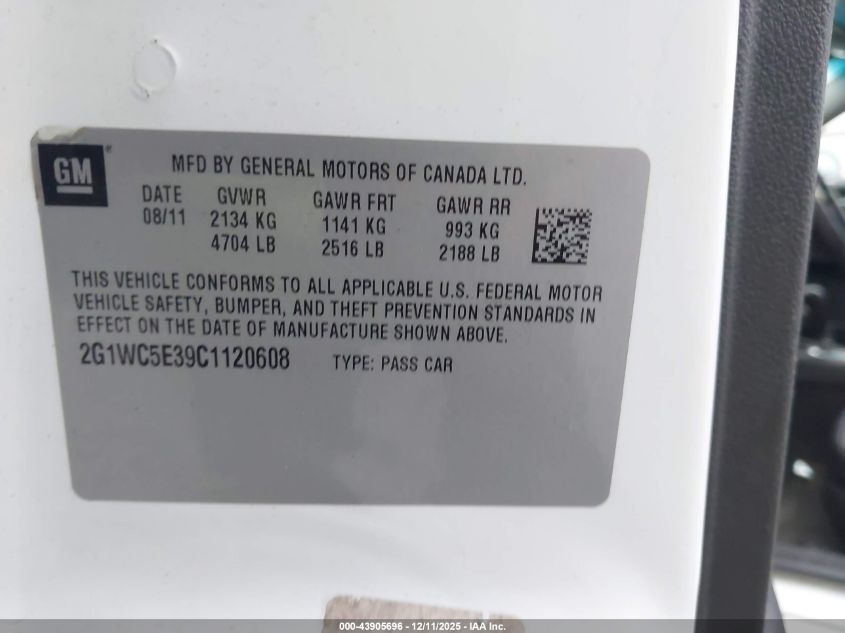 GM
MFD BY GENERAL MOTORS OF CANADA LTD.
DATE GVWR GAWR FRT GAWR RR
08/11 2134 KG 1141 KG 993 KG
4704 LB 2516 LB 2188 LB
THIS VEHICLE CONFORMS TO ALL APPLICABLE U.S. FEDERAL MOTOR
VEHICLE SAFETY, BUMPER, AND THEFT PREVENTION STANDARDS IN
EFFECT ON THE DATE OF MANUFACTURE SHOWN ABOVE.
2G1WC5E39C1120608 TYPE: PASS CAR
000-43905696 - 12/11/2025 - IAA Inc.